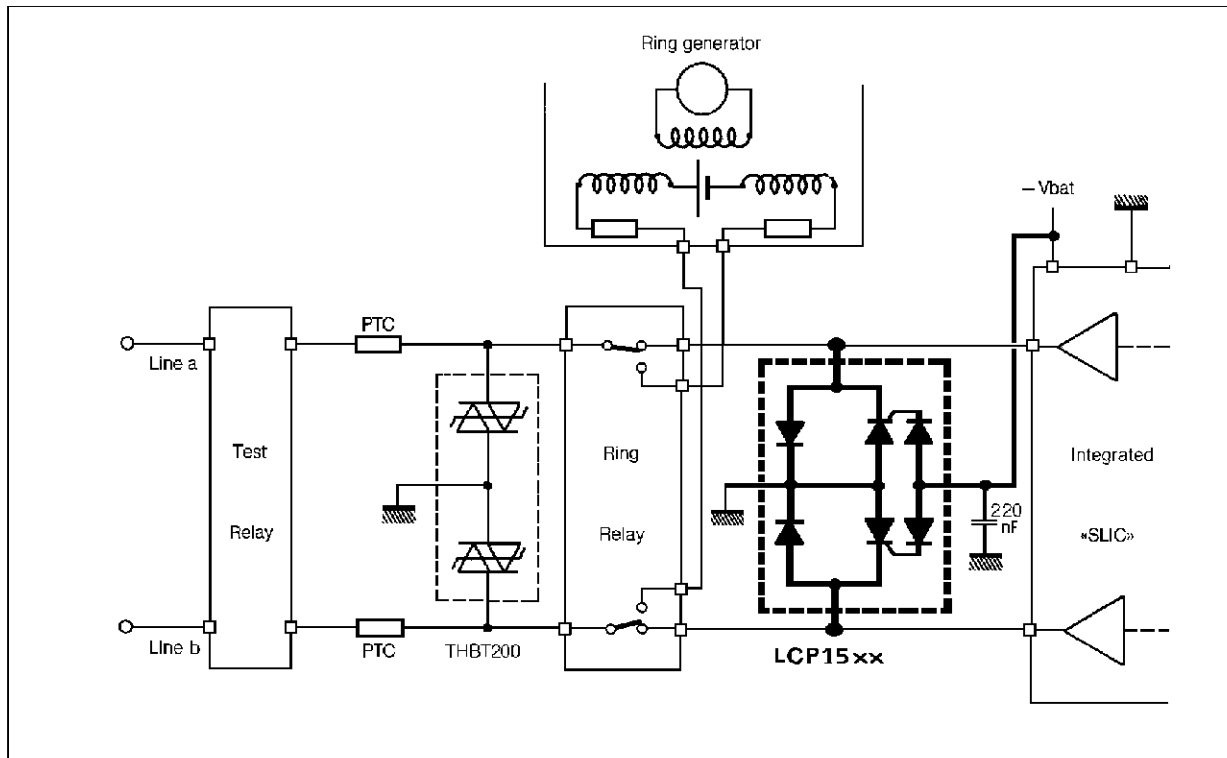 Ring generator
– Vbat
PTC
Line a
Test
Relay
Ring
Relay
Integrated
«SLIC»
220
nF
Line b
PTC
THBT200
LCP15xx